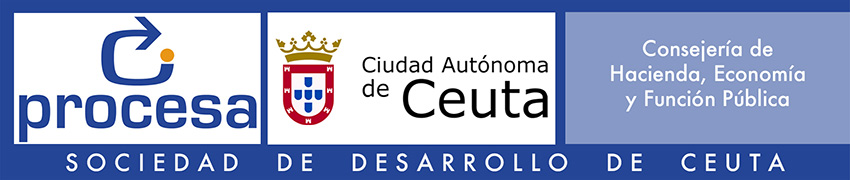 procesa
Ciudad Autónoma
de Ceuta
Consejería de
Hacienda, Economía
y Función Pública
SOCIEDAD DE DESARROLLO DE CEUTA